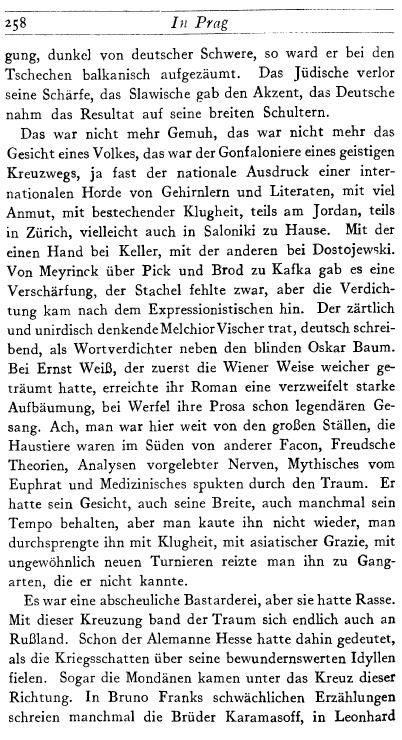 258 In Prag
gung, dunkel von deutscher Schwere, so ward er bei den
Tschechen balkanisch aufgezäumt. Das Jüdische verlor
seine Schärfe, das Slawische gab den Akzent, das Deutsche
nahm das Resultat auf seine breiten Schultern.
Das war nicht mehr Gemuh, das war nicht mehr das
Gesicht eines Volkes, das war der Gonfaloniere eines geistigen
Kreuzwegs, ja fast der nationale Ausdruck einer inter-
nationalen Horde von Gehirnlern und Literaten, mit viel
Anmut, mit bestechender Klugheit, teils am Jordan, teils
in Zürich, vielleicht auch in Saloniki zu Hause. Mit der
einen Hand bei Keller, mit der anderen bei Dostojewski.
Von Meyrinck über Pick und Brod zu Kafka gab es eine
Verschärfung, der Stachel fehlte zwar, aber die Verdich-
tung kam nach dem Expressionistischen hin. Der zärtlich
und unirdisch denkende Melchior Vischer trat, deutsch schrei-
bend, als Wortverdichter neben den blinden Oskar Baum.
Bei Ernst Weiß, der zuerst die Wiener Weise weicher ge-
träumt hatte, erreichte ihr Roman eine verzweifelt starke
Aufbäumung, bei Werfel ihre Prosa schon legendären Ge-
sang. Ach, man war hier weit von den großen Ställen, die
Haustiere waren im Süden von anderer Facon, Freudsche
Theorien, Analysen vorgelebter Nerven, Mythisches vom
Euphrat und Medizinisches spukten durch den Traum. Er
hatte sein Gesicht, auch seine Breite, auch manchmal sein
Tempo behalten, aber man kaute ihn nicht wieder, man
durchsprengte ihn mit Klugheit, mit asiatischer Grazie, mit
ungewöhnlich neuen Turnieren reizte man ihn zu Gang-
arten, die er nicht kannte.
Es war eine abscheuliche Bastarderei, aber sie hatte Rasse.
Mit dieser Kreuzung band der Traum sich endlich auch an
Rußland. Schon der Alemanne Hesse hatte dahin gedeutet,
als die Kriegsschatten über seine bewundernswerten Idyllen
fielen. Sogar die Mondänen kamen unter das Kreuz dieser
Richtung. In Bruno Franks schwächlichen Erzählungen
schreien manchmal die Brüder Karamasoff, in Leonhard